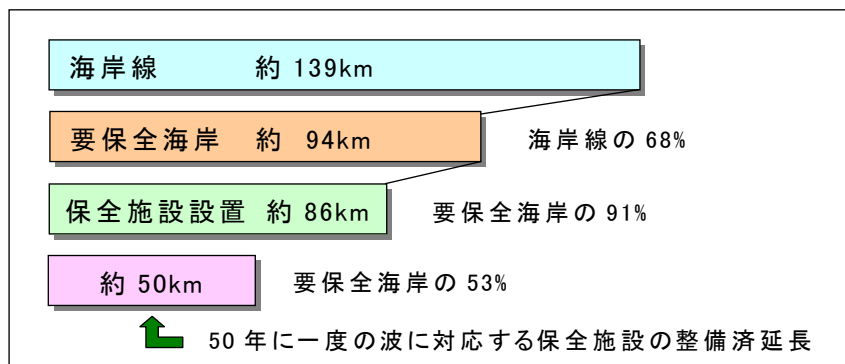 海岸線 約 139km
要保全海岸 約 94km 海岸線の 68%
保全施設設置 約 86km 要保全海岸の 91%
約 50km 要保全海岸の 53%
50 年に一度の波に対応する保全施設の整備済延長